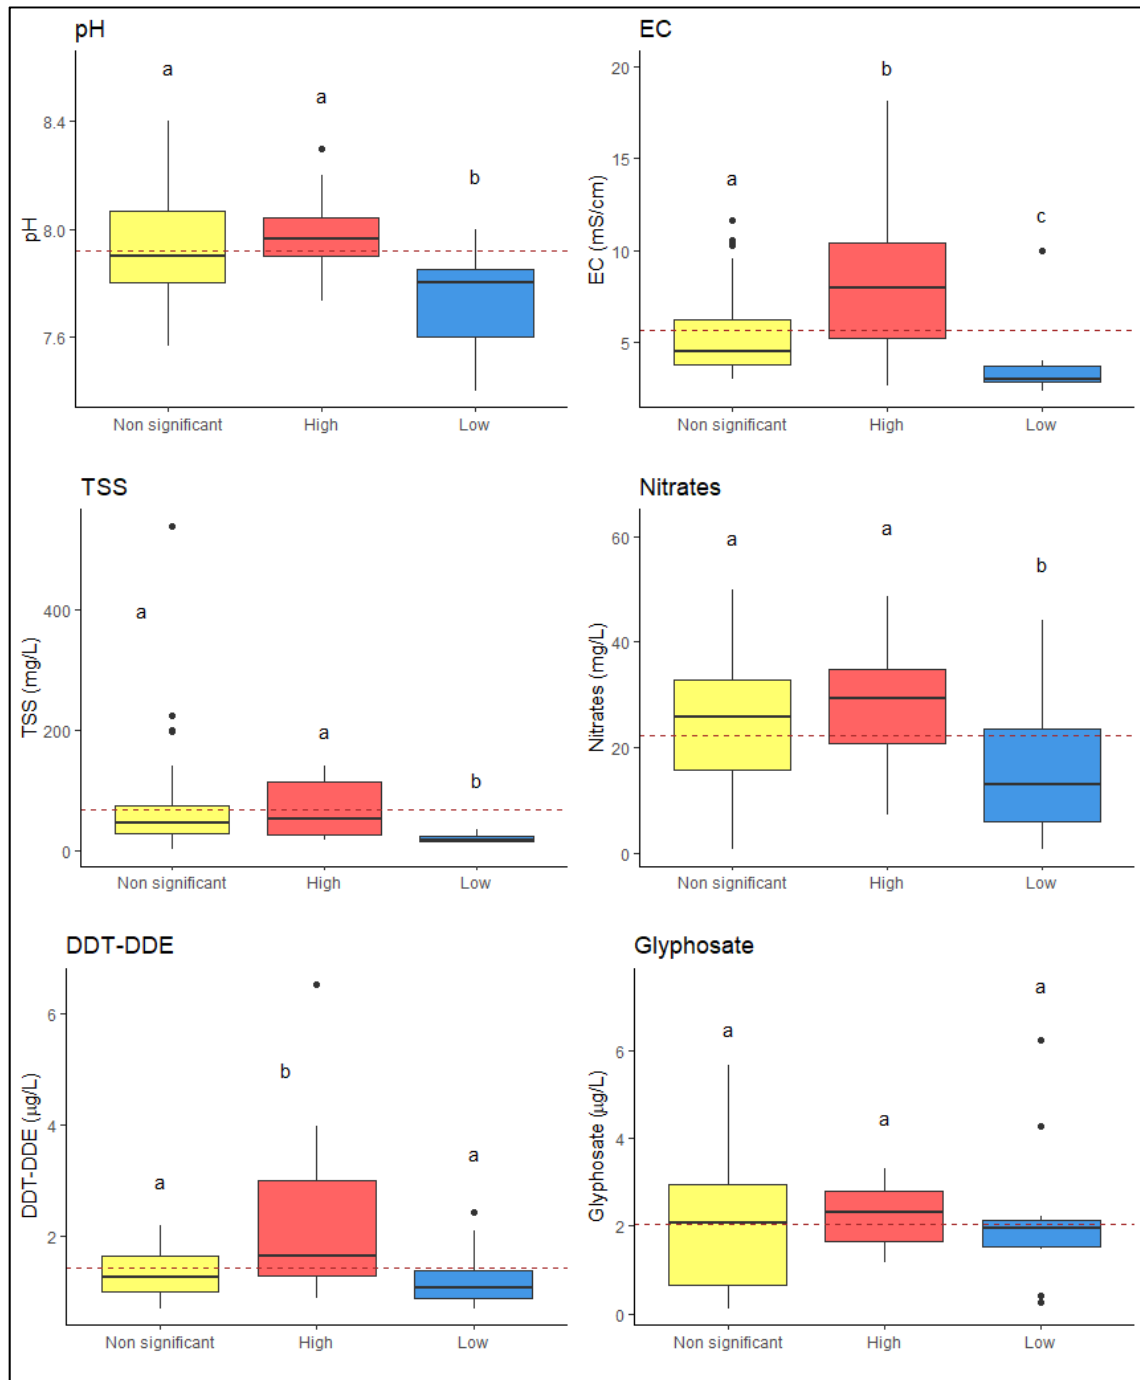 pH
a
a
b
8.4
8.0
7.6
pH
Non significant
High
Low
EC
a
b
c
20
15
10
5
EC (mS/cm)
Non significant
High
Low
TSS
a
a
b
400
200
0
TSS (mg/L)
Non significant
High
Low
Nitrates
a
a
b
60
40
20
0
Nitrates (mg/L)
Non significant
High
Low
DDT-DDE
a
b
a
6
4
2
DDT-DDE (μg/L)
Non significant
High
Low
Glyphosate
a
a
a
6
4
2
0
Glyphosate (μg/L)
Non significant
High
Low